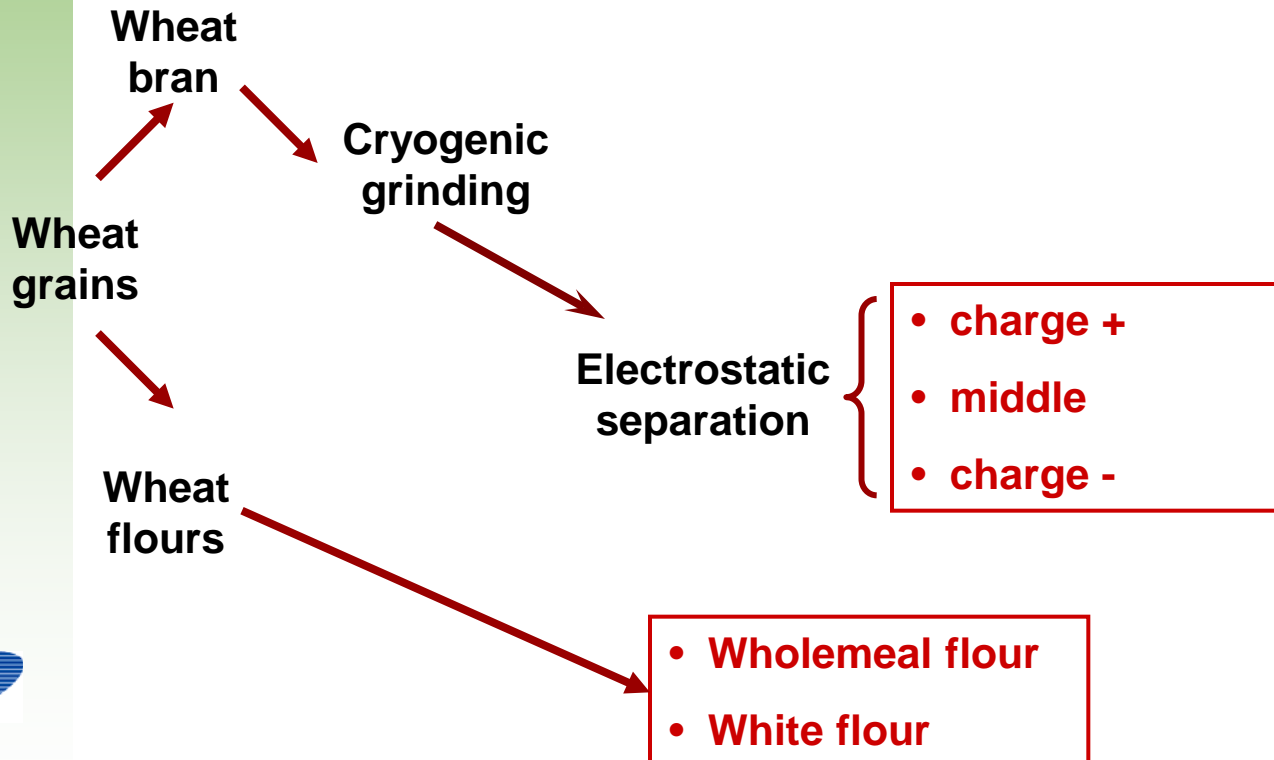 Wheat
bran
Cryogenic
grinding
Wheat
grains
• charge +
• middle
• charge -
Electrostatic
separation
Wheat
flours
• Wholemeal flour
• White flour